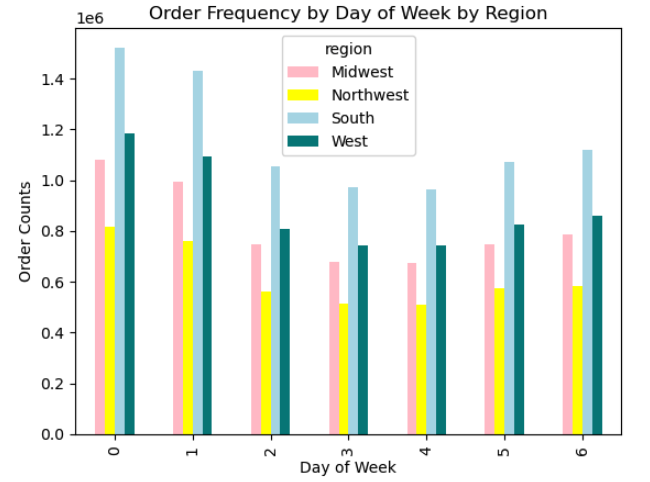 Order Frequency by Day of Week by Region
1e6
region
Midwest
Northwest
South
West
1.4
1.2
1.0
0.8
0.6
0.4
0.2
0.0
Order Counts
0 1 2 3 4 5 6
Day of Week